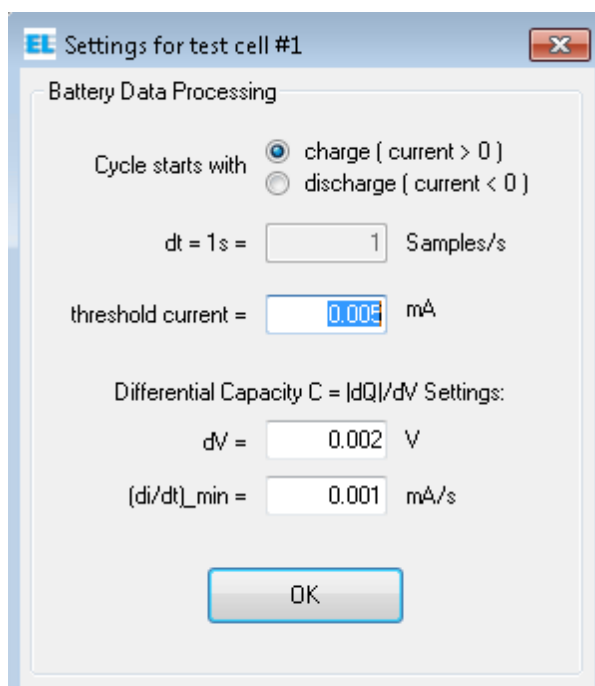 EL Settings for test cell #1
Battery Data Processing
Cycle starts with
charge ( current > 0 )
discharge ( current < 0 )
dt = 1s = 1 Samples/s
threshold current = 0.005 mA
Differential Capacity C = |dQ|/dV Settings:
dV = 0.002 V
(di/dt)_min = 0.001 mA/s
OK